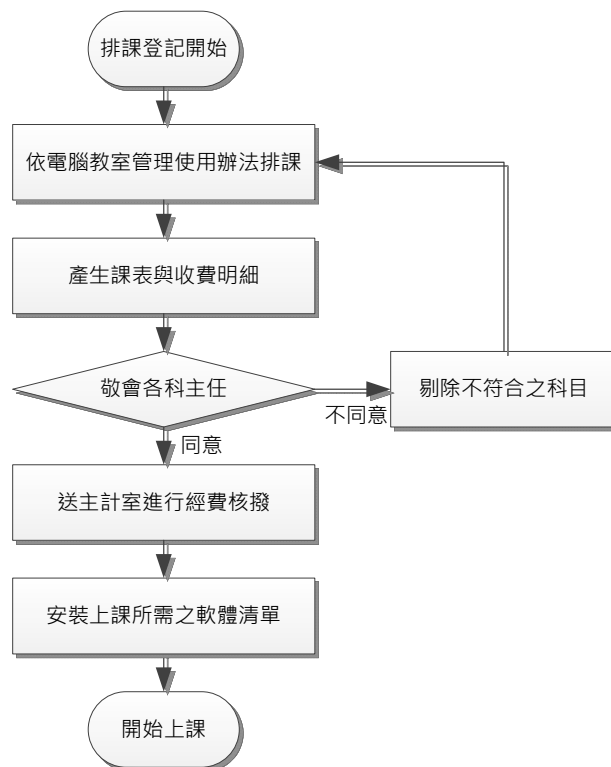 排課登記開始
依電腦教室管理使用辦法排課
產生課表與收費明細
敬會各科主任
剔除不符合之科目
不同意
同意
送主計室進行經費核撥
安裝上課所需之軟體清單
開始上課